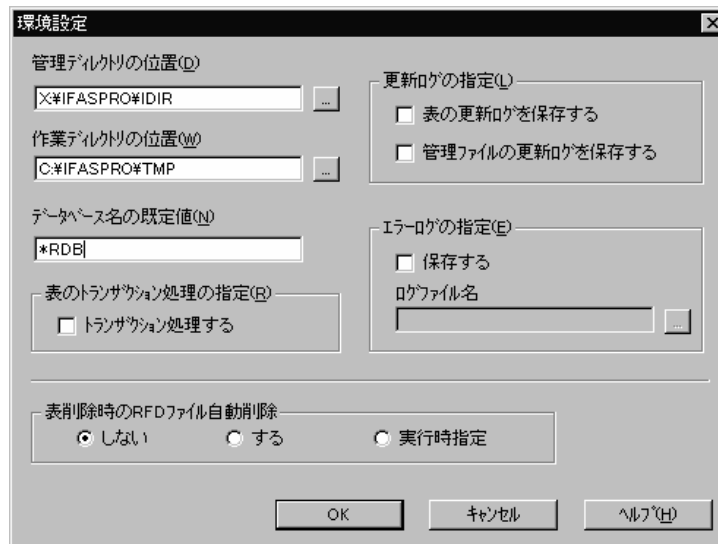 環境設定
管理ディレクトリの位置(D)
X:¥IFASPRO¥IDIR
...
作業ディレクトリの位置(W)
C:¥IFASPRO¥TMP
...
データベース名の既定値(N)
*RDB
表のトランザクション処理の指定(R)
トランザクション処理する
更新ログの指定(L)
表の更新ログを保存する
管理ファイルの更新ログを保存する
エラーログの指定(E)
保存する
ログファイル名
...
表削除時のRFDファイル自動削除
しない する 実行時指定
OK キャンセル ヘルプ(H)